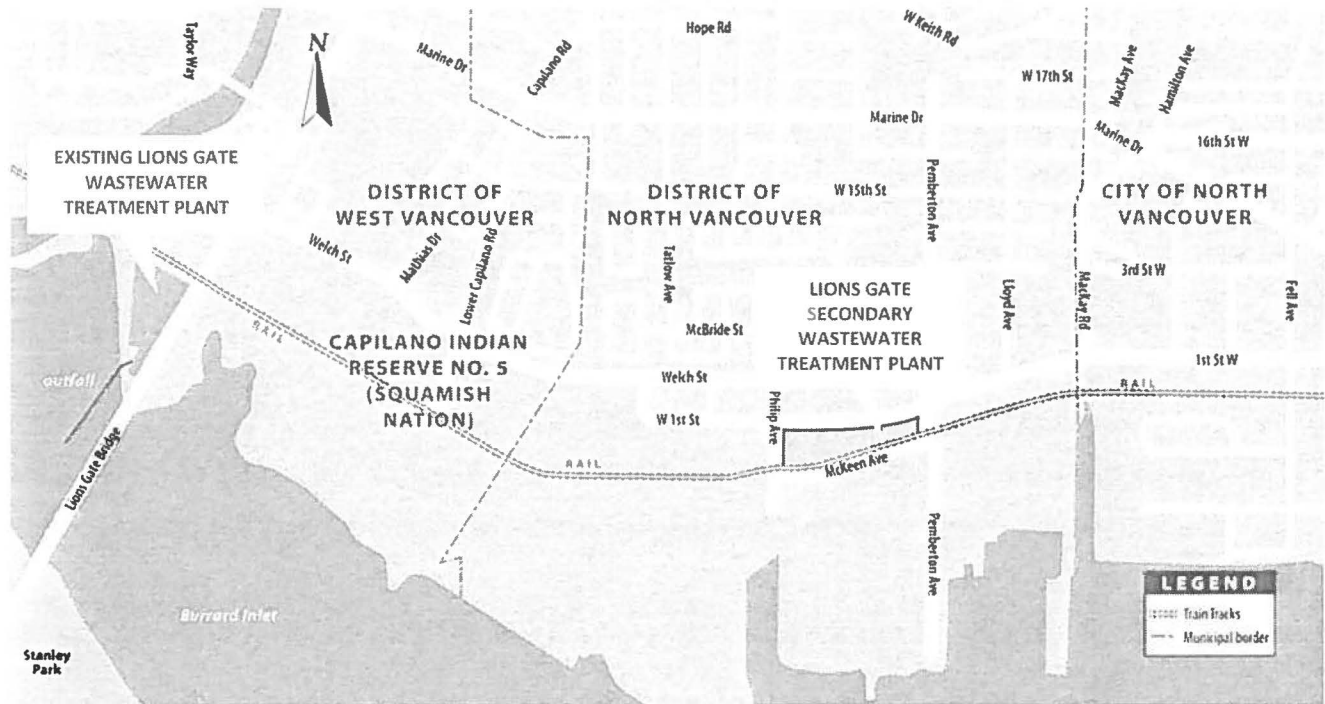 Hope Rd
W Keith Rd
Taylor Way
N
Marine Dr
Capilano Rd
W 17th St
MacKay Ave
Hamilton Ave
Marine Dr
Marine Dr
16th St W
EXISTING LIONS GATE
WASTEWATER
TREATMENT PLANT
DISTRICT OF
WEST VANCOUVER
DISTRICT OF
NORTH VANCOUVER
W 15th St
Pemberton Ave
CITY OF NORTH
VANCOUVER
Welch St
Mathias Dr
Lower Capilano Rd
Tatlow Ave
LIONS GATE
SECONDARY
WASTEWATER
TREATMENT PLANT
Lloyd Ave
MacKay Rd
3rd St W
Fell Ave
RAIL
McBride St
CAPILANO INDIAN
RESERVE NO. 5
(SQUAMISH
NATION)
1st St W
Welch St
RAIL
outfall
Philip Ave
W 1st St
Lions Gate Bridge
RAIL
McKeen Ave
Pemberton Ave
LEGEND
Train Tracks
Municipal border
Burrard Inlet
Stanley
Park